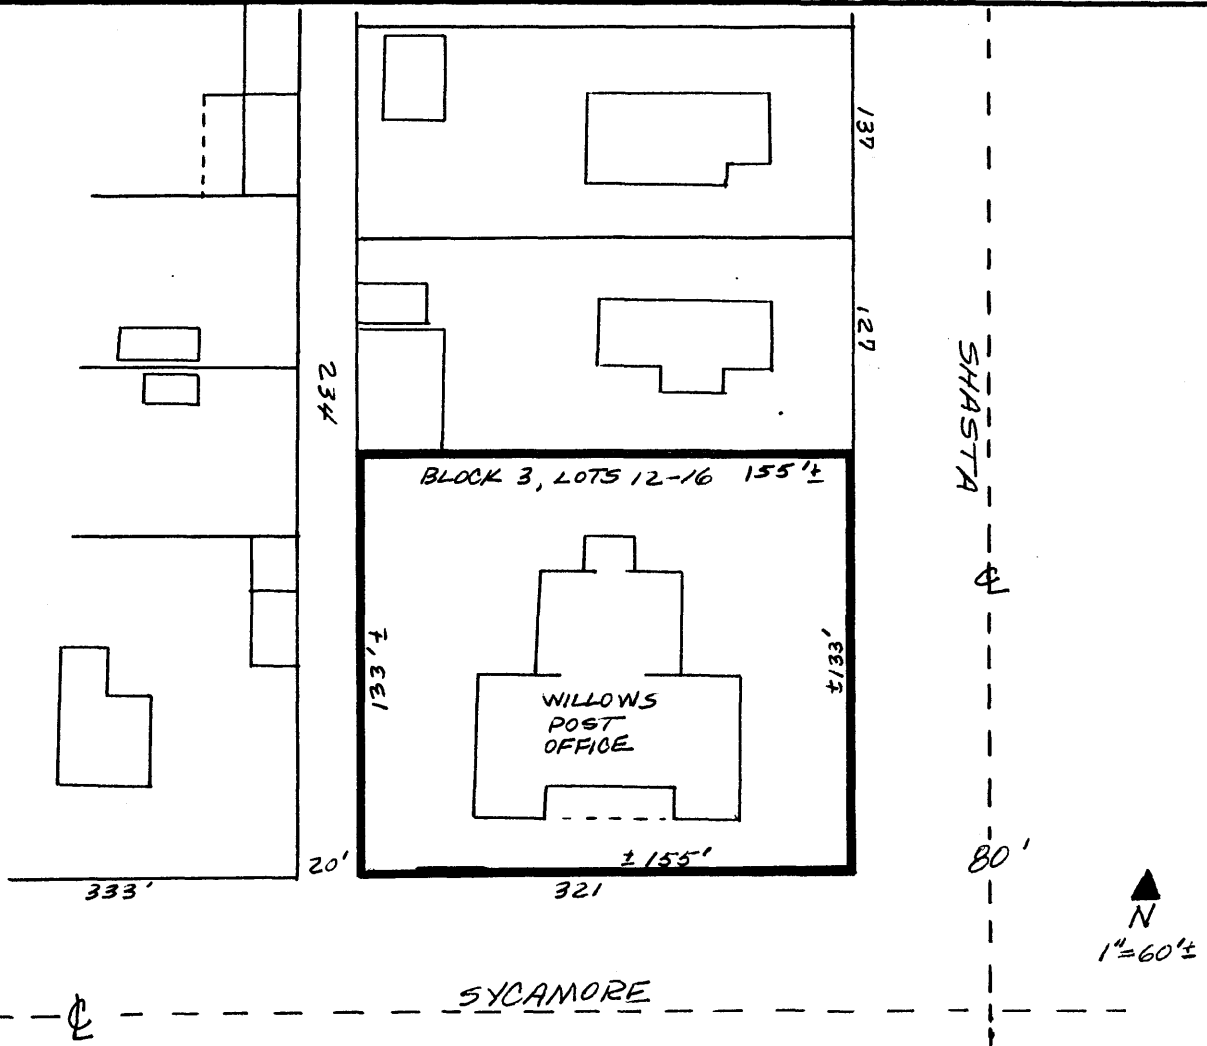 137
127
234
SHASTA
BLOCK 3, LOTS 12-16 155'±
℄
133'±
±133'
WILLOWS
POST
OFFICE
±155'
20'
80'
333'
321
N
1"=60'±
SYCAMORE
℄